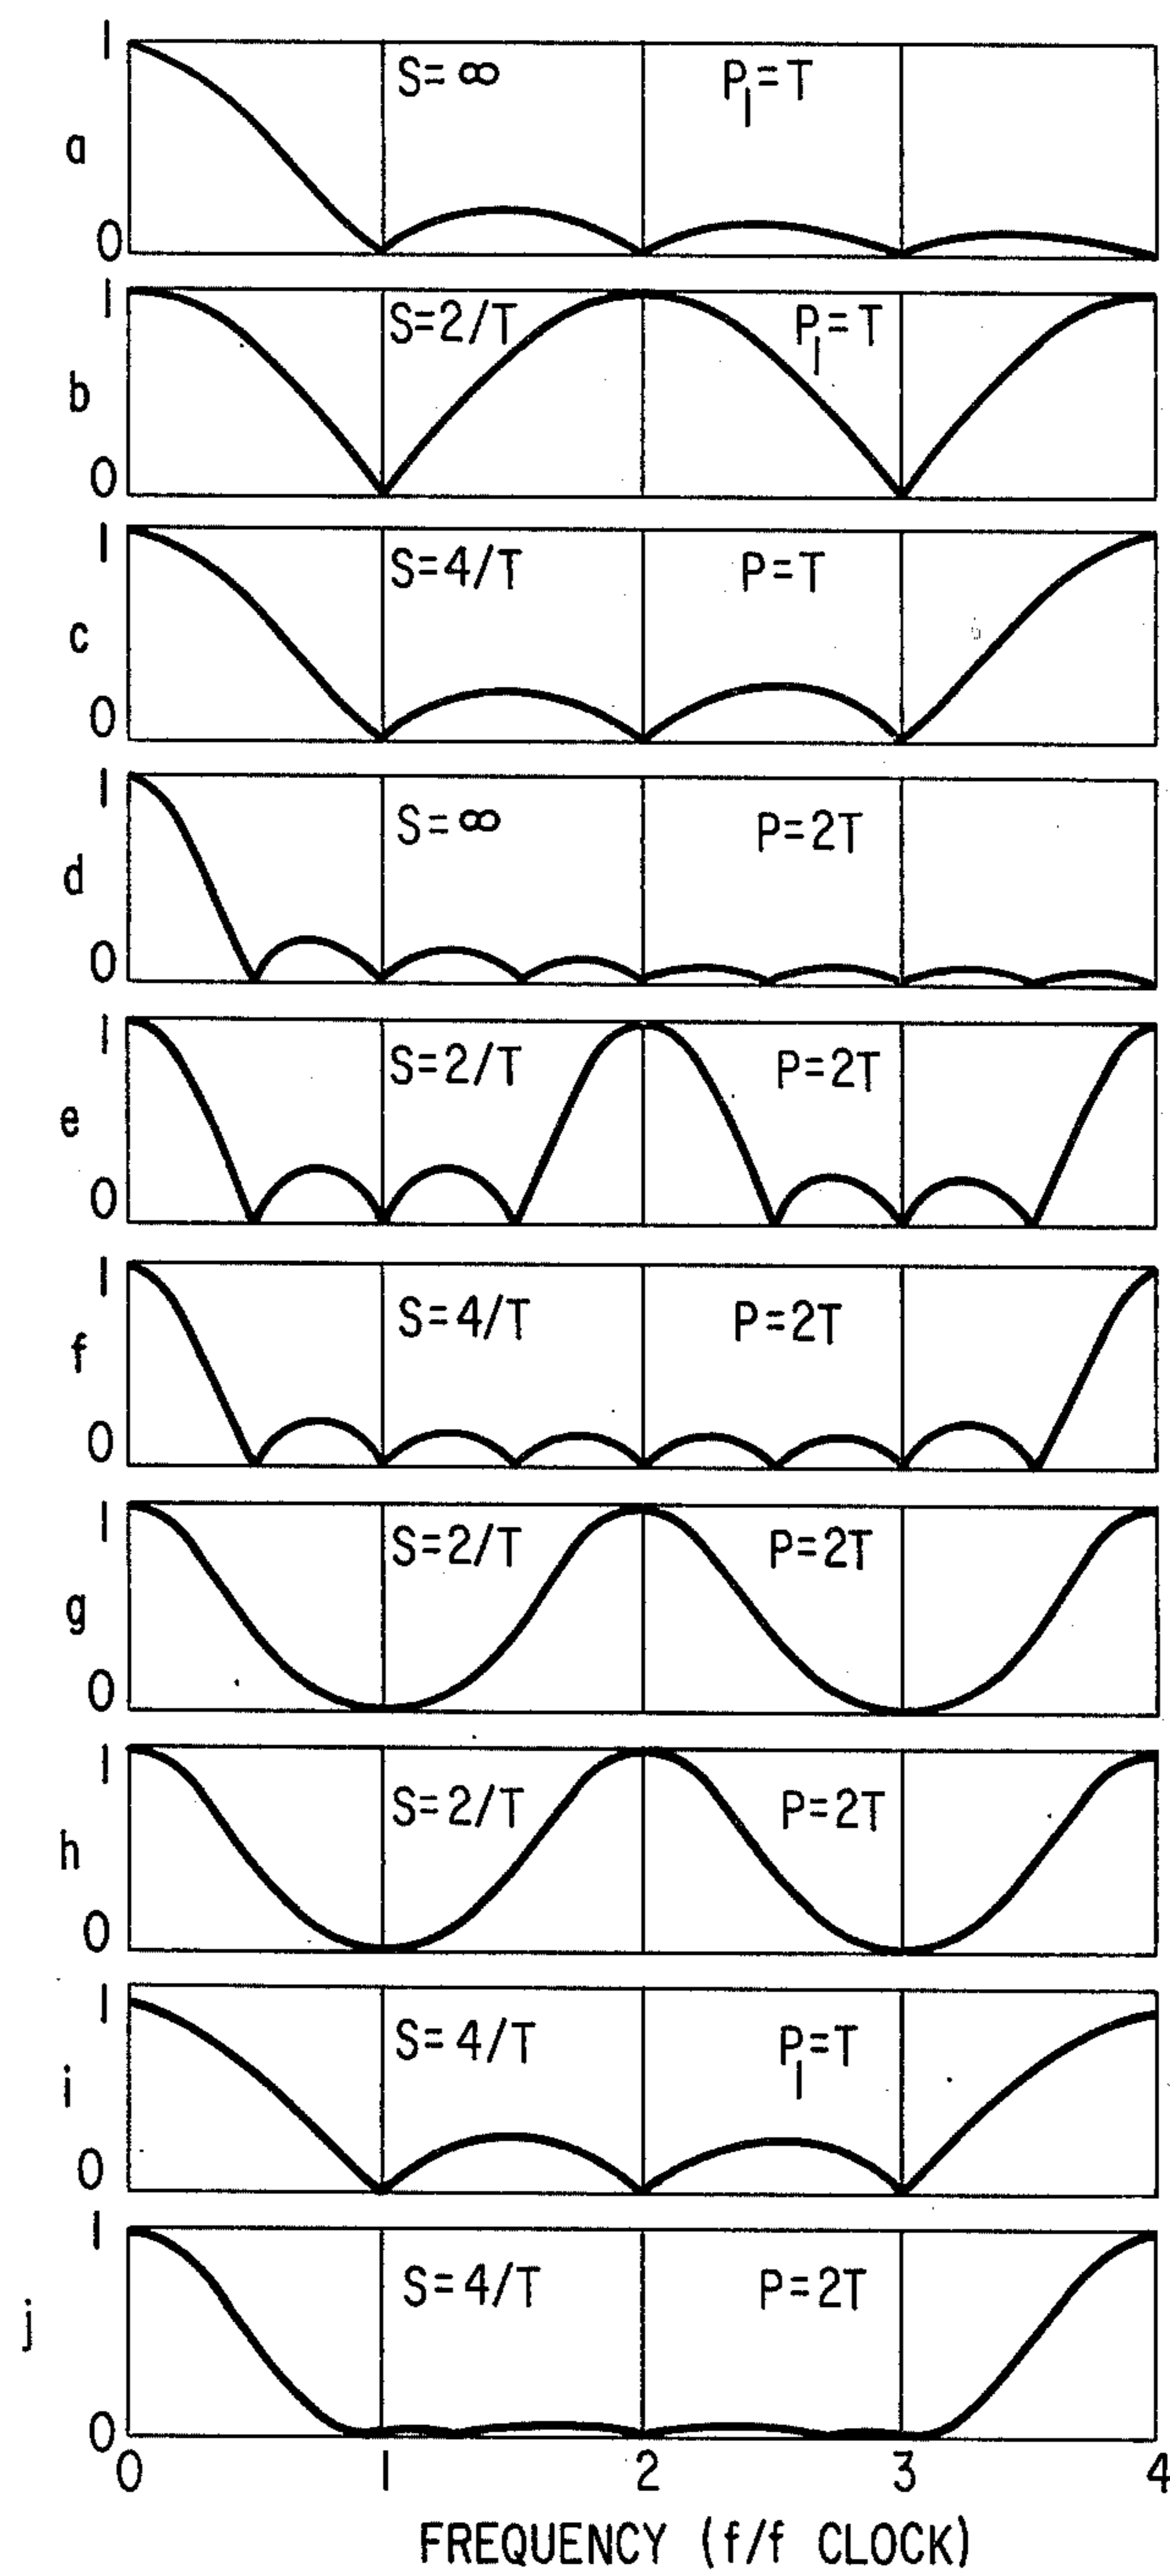 1
S=∞ P1=T
a
0
1
S=2/T P1=T
b
0
1
S=4/T P=T
c
0
1
S=∞ P=2T
d
0
1
S=2/T P=2T
e
0
1
S=4/T P=2T
f
0
1
S=2/T P=2T
g
0
1
S=2/T P=2T
h
0
1
S=4/T P1=T
i
0
1
S=4/T P=2T
j
0
0 1 2 3 4
FREQUENCY (f/f CLOCK)